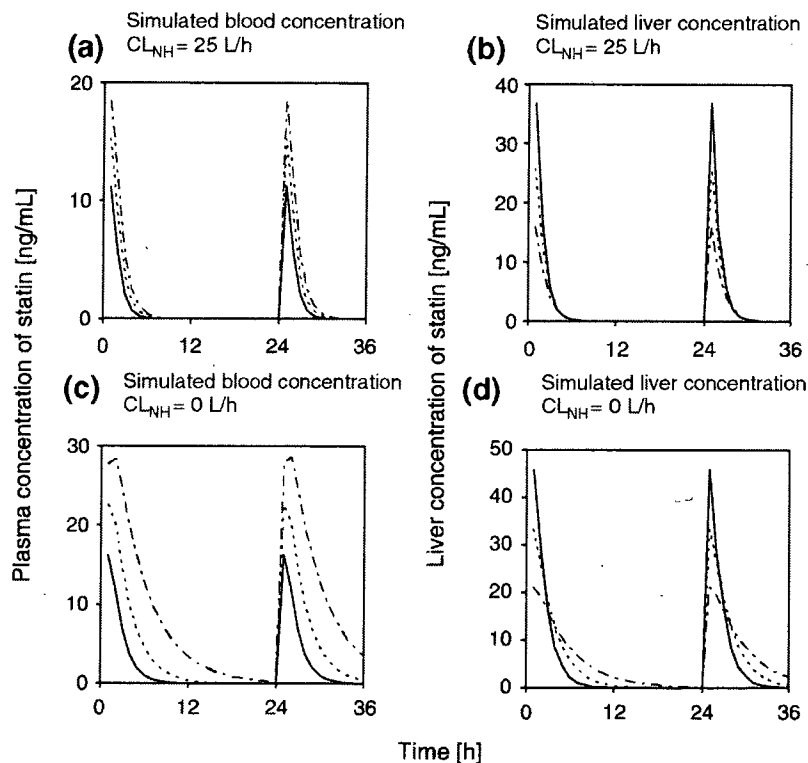 (a) Simulated blood concentration
CL_NH = 25 L/h
(b) Simulated liver concentration
CL_NH = 25 L/h
20
10
0
0 12 24 36
40
30
20
10
0
0 12 24 36
(c) Simulated blood concentration
CL_NH = 0 L/h
(d) Simulated liver concentration
CL_NH = 0 L/h
30
20
10
0
0 12 24 36
50
40
30
20
10
0
0 12 24 36
Plasma concentration of statin [ng/mL]
Liver concentration of statin [ng/mL]
Time [h]